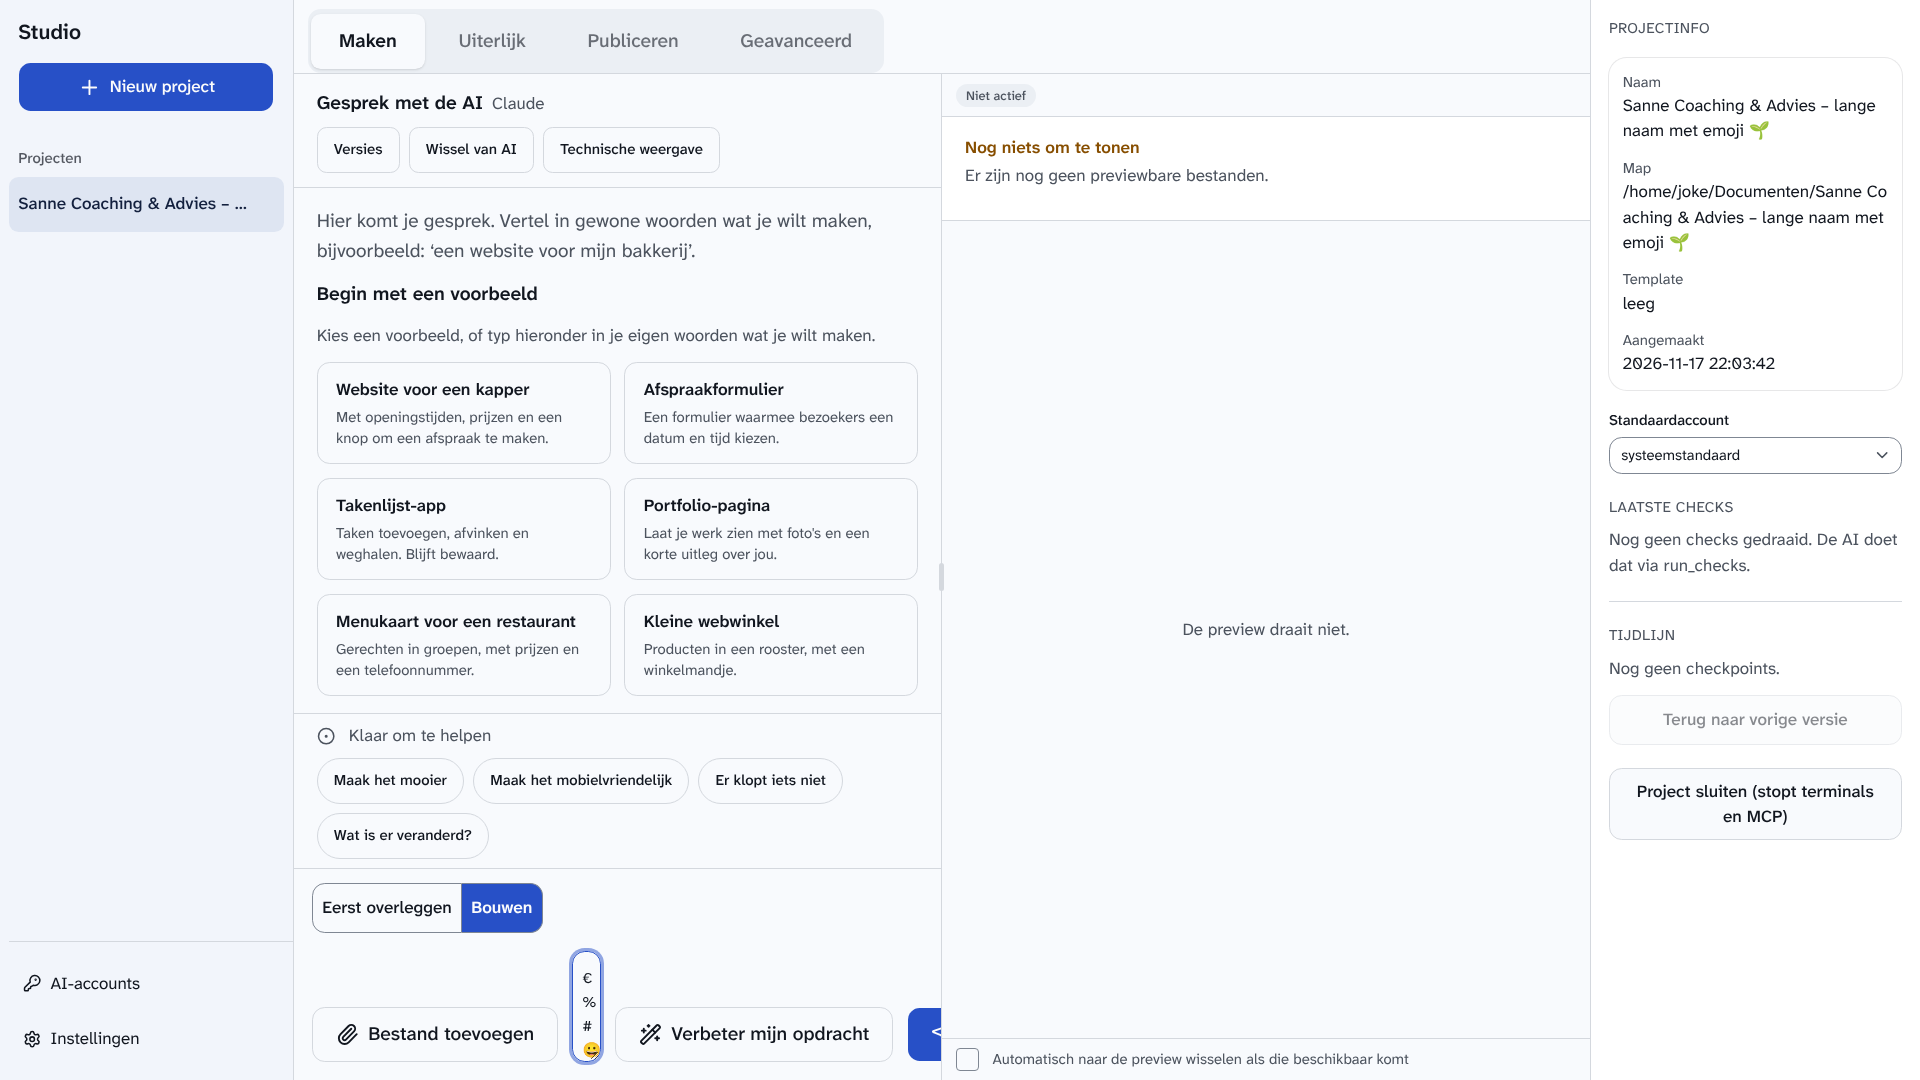 Studio
Nieuw project
Projecten
Sanne Coaching & Advies – ...
AI-accounts
Instellingen
Maken
Uiterlijk
Publiceren
Geavanceerd
Gesprek met de AI Claude
Versies
Wissel van AI
Technische weergave
Hier komt je gesprek. Vertel in gewone woorden wat je wilt maken,
bijvoorbeeld: ‘een website voor mijn bakkerij’.
Begin met een voorbeeld
Kies een voorbeeld, of typ hieronder in je eigen woorden wat je wilt maken.
Website voor een kapper
Met openingstijden, prijzen en een
knop om een afspraak te maken.
Afspraakformulier
Een formulier waarmee bezoekers een
datum en tijd kiezen.
Takenlijst-app
Taken toevoegen, afvinken en
weghalen. Blijft bewaard.
Portfolio-pagina
Laat je werk zien met foto's en een
korte uitleg over jou.
Menukaart voor een restaurant
Gerechten in groepen, met prijzen en
een telefoonnummer.
Kleine webwinkel
Producten in een rooster, met een
winkelmandje.
Klaar om te helpen
Maak het mooier
Maak het mobielvriendelijk
Er klopt iets niet
Wat is er veranderd?
Eerst overleggen
Bouwen
Bestand toevoegen
€
%
#
😀
Verbeter mijn opdracht
Niet actief
Nog niets om te tonen
Er zijn nog geen previewbare bestanden.
De preview draait niet.
Automatisch naar de preview wisselen als die beschikbaar komt
PROJECTINFO
Naam
Sanne Coaching & Advies – lange
naam met emoji 🌱
Map
/home/joke/Documenten/Sanne Co
aching & Advies – lange naam met
emoji 🌱
Template
leeg
Aangemaakt
2026-11-17 22:03:42
Standaardaccount
systeemstandaard
LAATSTE CHECKS
Nog geen checks gedraaid. De AI doet
dat via run_checks.
TIJDLIJN
Nog geen checkpoints.
Terug naar vorige versie
Project sluiten (stopt terminals
en MCP)